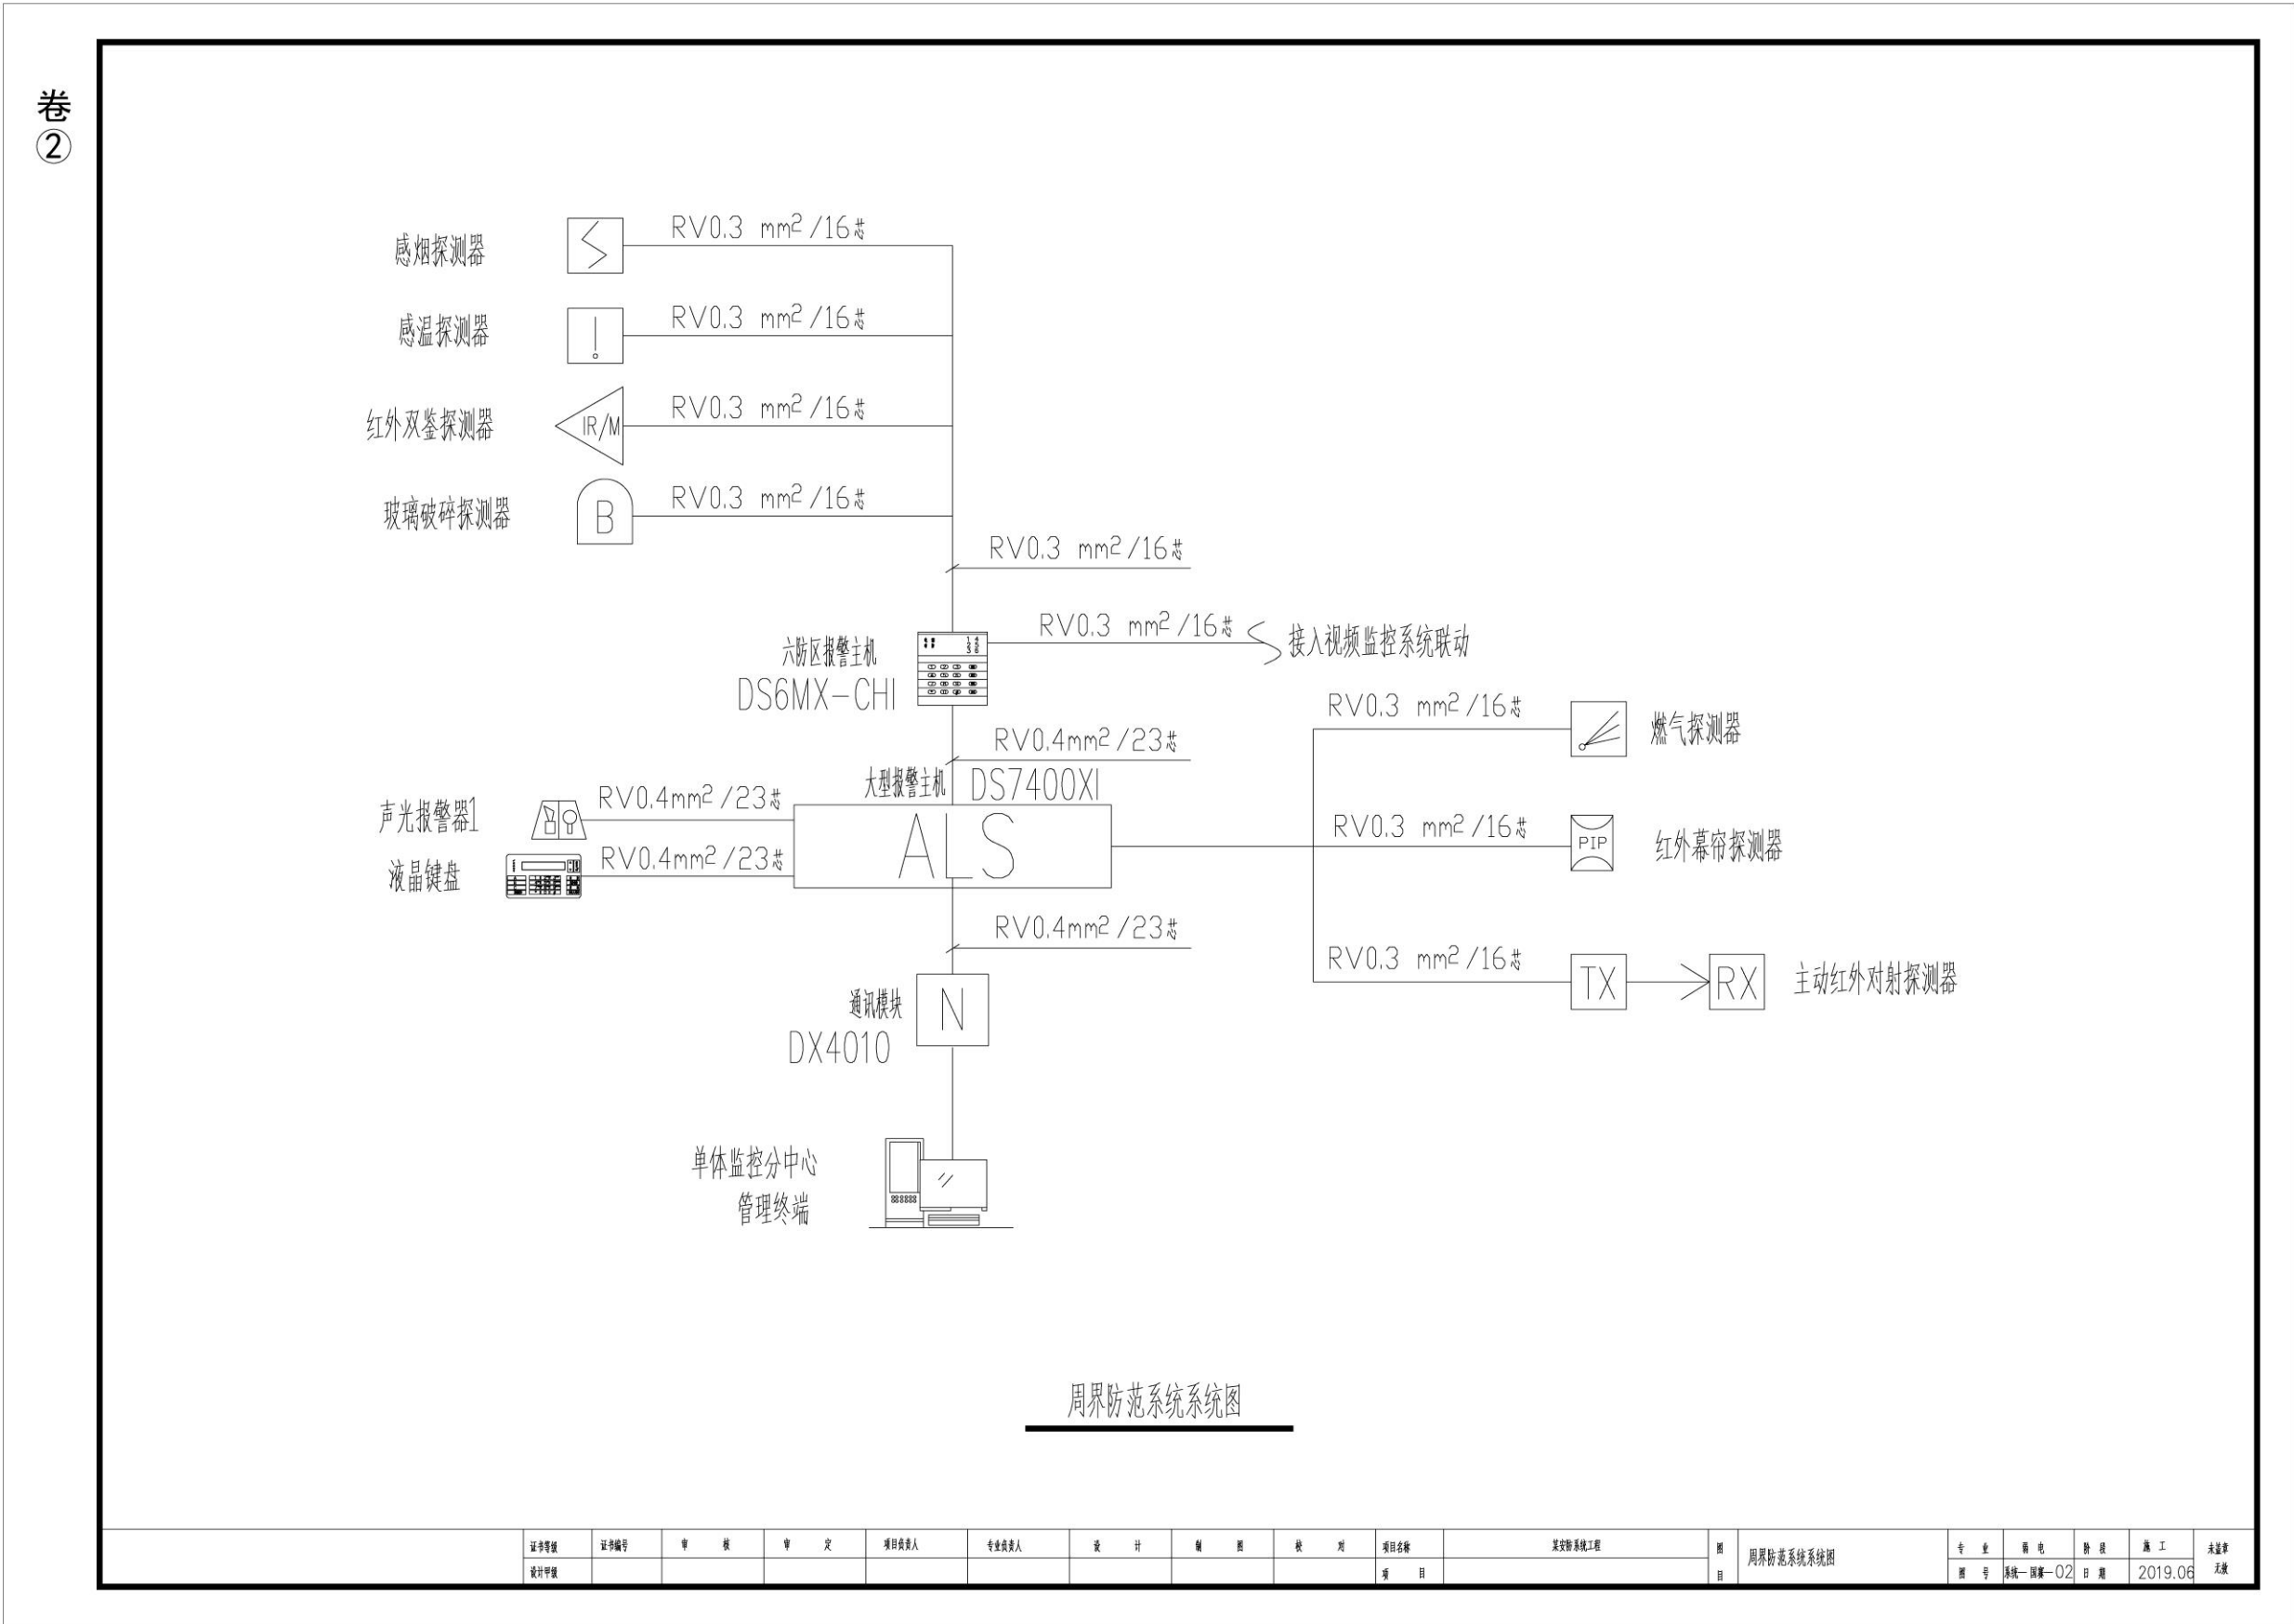 卷
②
感烟探测器
RV0.3 mm2/16芯
感温探测器
RV0.3 mm2/16芯
红外双鉴探测器
IR/M
RV0.3 mm2/16芯
玻璃破碎探测器
B
RV0.3 mm2/16芯
RV0.3 mm2/16芯
六防区报警主机
DS6MX-CHI
RV0.3 mm2/16芯
接入视频监控系统联动
RV0.4mm2/23芯
大型报警主机 DS7400XI
ALS
声光报警器1
RV0.4mm2/23芯
液晶键盘
RV0.4mm2/23芯
RV0.3 mm2/16芯
燃气探测器
RV0.3 mm2/16芯
PIP
红外幕帘探测器
RV0.3 mm2/16芯
TX
RX
主动红外对射探测器
RV0.4mm2/23芯
通讯模块
DX4010
N
单体监控分中心
管理终端
周界防范系统系统图
证书等级 证书编号 审 核 审 定 项目负责人 专业负责人 设 计 制 图 校 对 项目名称 某安防系统工程 图 周界防范系统系统图 专 业 弱 电 阶 段 施 工 未盖章
设计甲级 项 目 目 图 号 系统-国赛-02 日 期 2019.06 无效